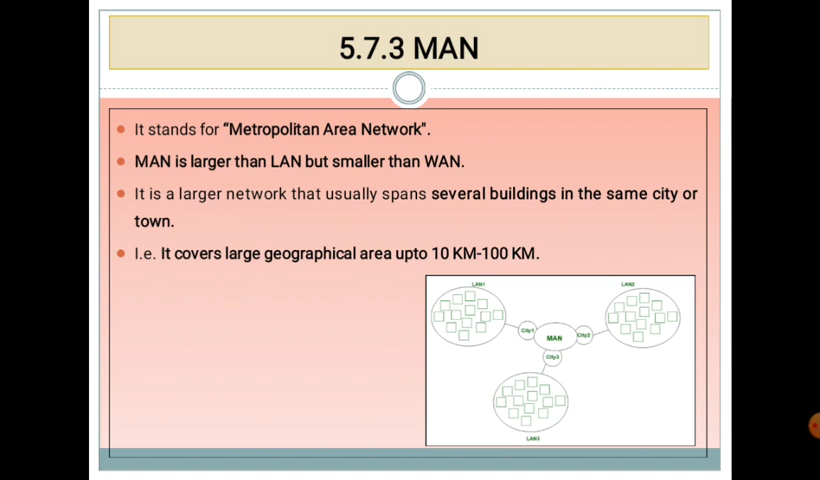 5.7.3 MAN
It stands for “Metropolitan Area Network".
MAN is larger than LAN but smaller than WAN.
It is a larger network that usually spans several buildings in the same city or
town.
I.e. It covers large geographical area upto 10 KM-100 KM.
LAN1
LAN2
City1
MAN
City2
City3
LAN3